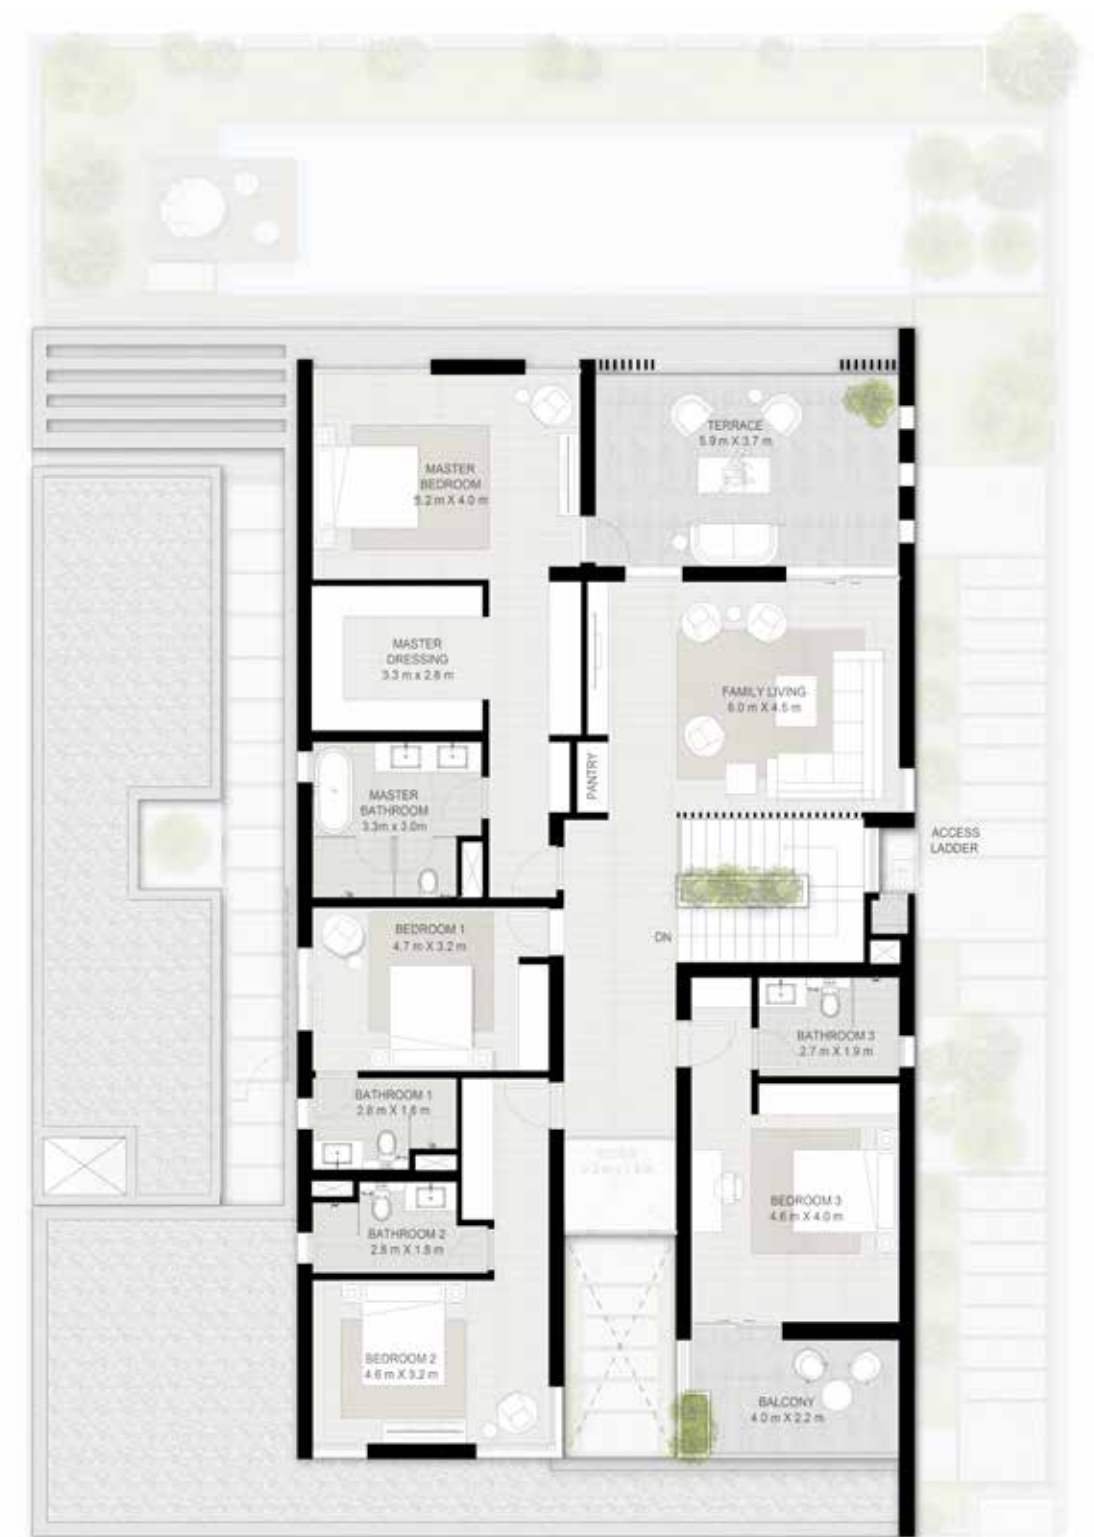 TERRACE
5.9 m X 3.7 m
MASTER
BEDROOM
5.2 m X 4.0 m
MASTER
DRESSING
3.3 m x 2.8 m
FAMILY LIVING
6.0 m X 4.5 m
PANTRY
MASTER
BATHROOM
3.3m x 3.0m
ACCESS
LADDER
BEDROOM 1
4.7 m X 3.2 m
DN
BATHROOM 3
2.7 m X 1.9 m
BATHROOM 1
2.8 m X 1.6 m
BEDROOM 3
4.6 m X 4.0 m
BATHROOM 2
2.8 m X 1.8 m
BEDROOM 2
4.6 m X 3.2 m
BALCONY
4.0 m X 2.2 m